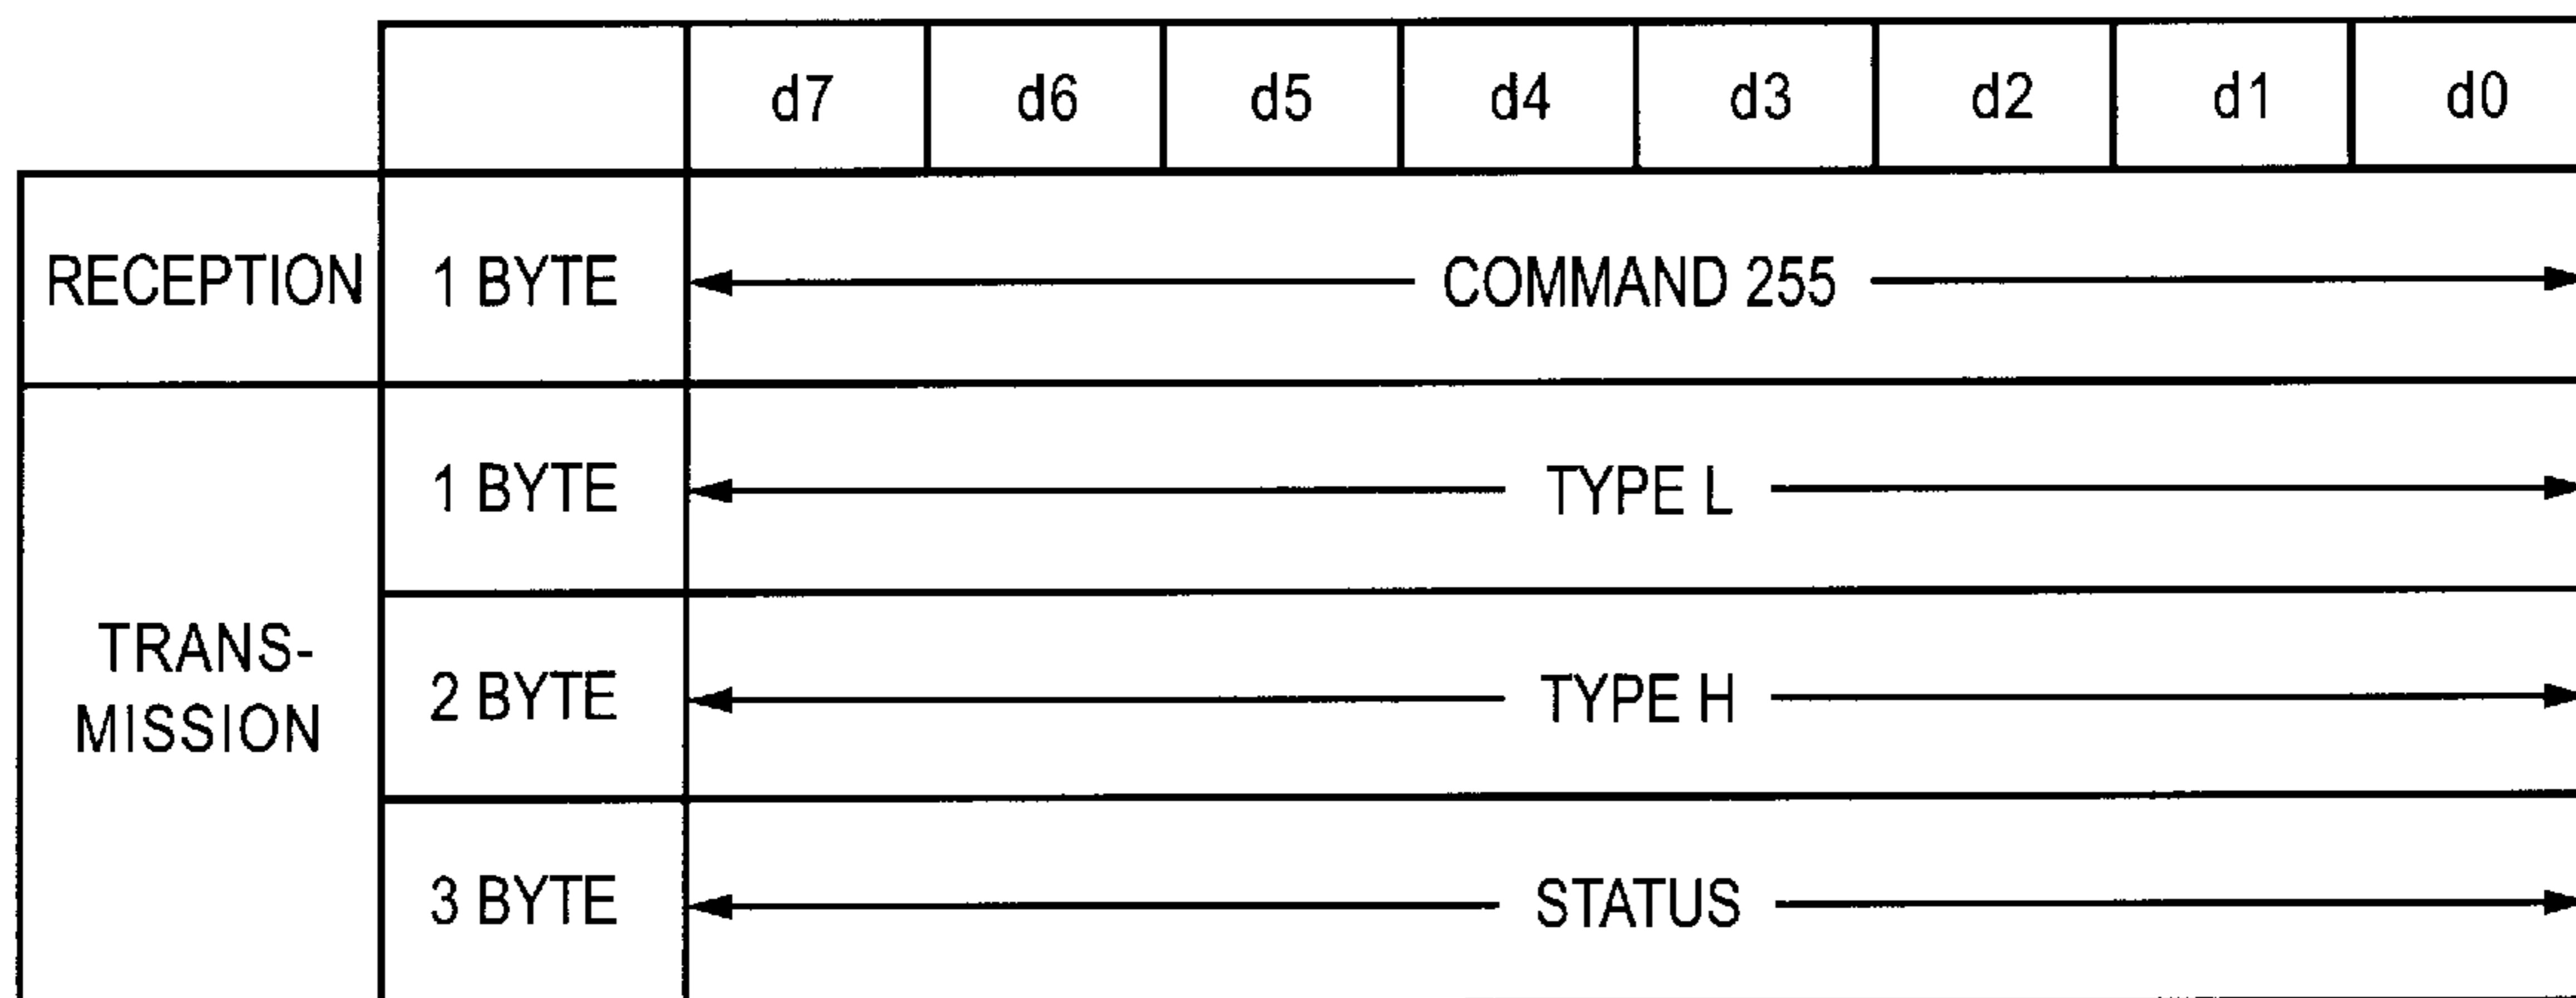 d7 d6 d5 d4 d3 d2 d1 d0
RECEPTION 1 BYTE COMMAND 255
1 BYTE TYPE L
TRANS-
MISSION
2 BYTE TYPE H
3 BYTE STATUS